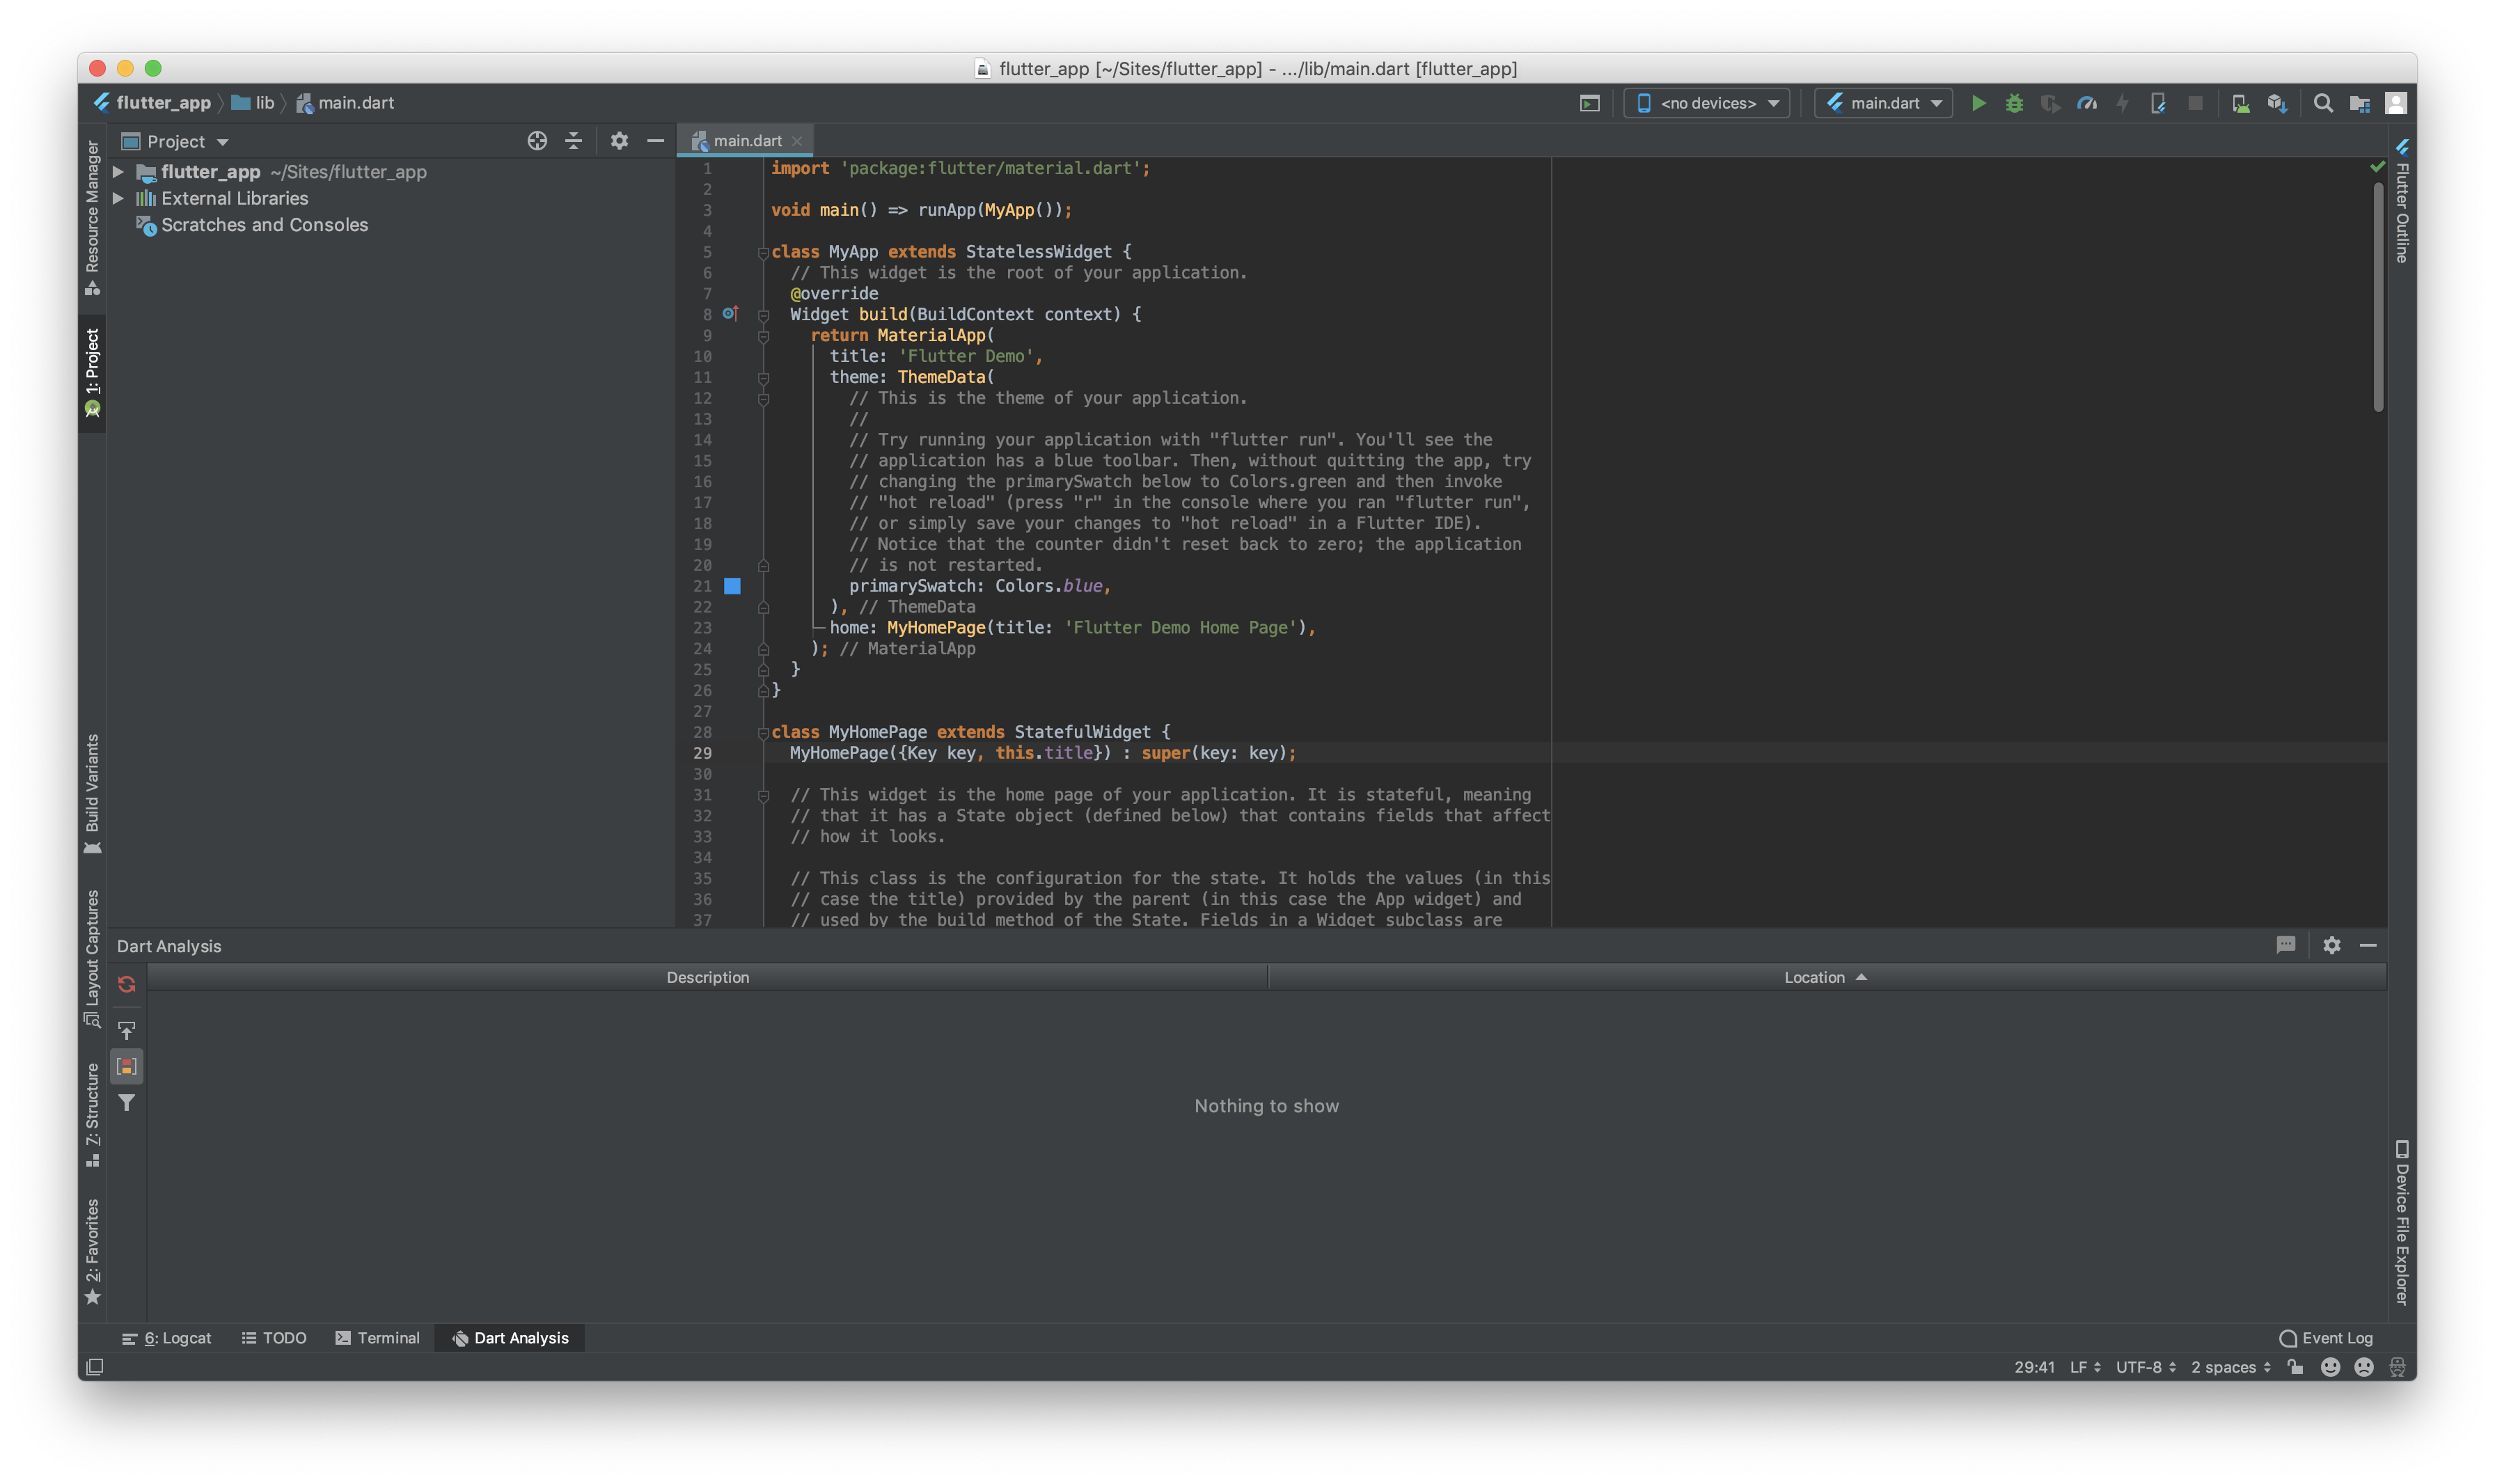 flutter_app [~/Sites/flutter_app] - .../lib/main.dart [flutter_app]
flutter_app lib main.dart
<no devices> main.dart
Resource Manager
1: Project
Build Variants
Layout Captures
7: Structure
2: Favorites
Project
flutter_app ~/Sites/flutter_app
External Libraries
Scratches and Consoles
main.dart
1 import 'package:flutter/material.dart';
2
3 void main() => runApp(MyApp());
4
5 class MyApp extends StatelessWidget {
6 // This widget is the root of your application.
7 @override
8 Widget build(BuildContext context) {
9 return MaterialApp(
10 title: 'Flutter Demo',
11 theme: ThemeData(
12 // This is the theme of your application.
13 //
14 // Try running your application with "flutter run". You'll see the
15 // application has a blue toolbar. Then, without quitting the app, try
16 // changing the primarySwatch below to Colors.green and then invoke
17 // "hot reload" (press "r" in the console where you ran "flutter run",
18 // or simply save your changes to "hot reload" in a Flutter IDE).
19 // Notice that the counter didn't reset back to zero; the application
20 // is not restarted.
21 primarySwatch: Colors.blue,
22 ), // ThemeData
23 home: MyHomePage(title: 'Flutter Demo Home Page'),
24 ); // MaterialApp
25 }
26 }
27
28 class MyHomePage extends StatefulWidget {
29 MyHomePage({Key key, this.title}) : super(key: key);
30
31 // This widget is the home page of your application. It is stateful, meaning
32 // that it has a State object (defined below) that contains fields that affect
33 // how it looks.
34
35 // This class is the configuration for the state. It holds the values (in this
36 // case the title) provided by the parent (in this case the App widget) and
37 // used by the build method of the State. Fields in a Widget subclass are
Flutter Outline
Device File Explorer
Dart Analysis
Description Location
Nothing to show
6: Logcat TODO Terminal Dart Analysis Event Log
29:41 LF UTF-8 2 spaces